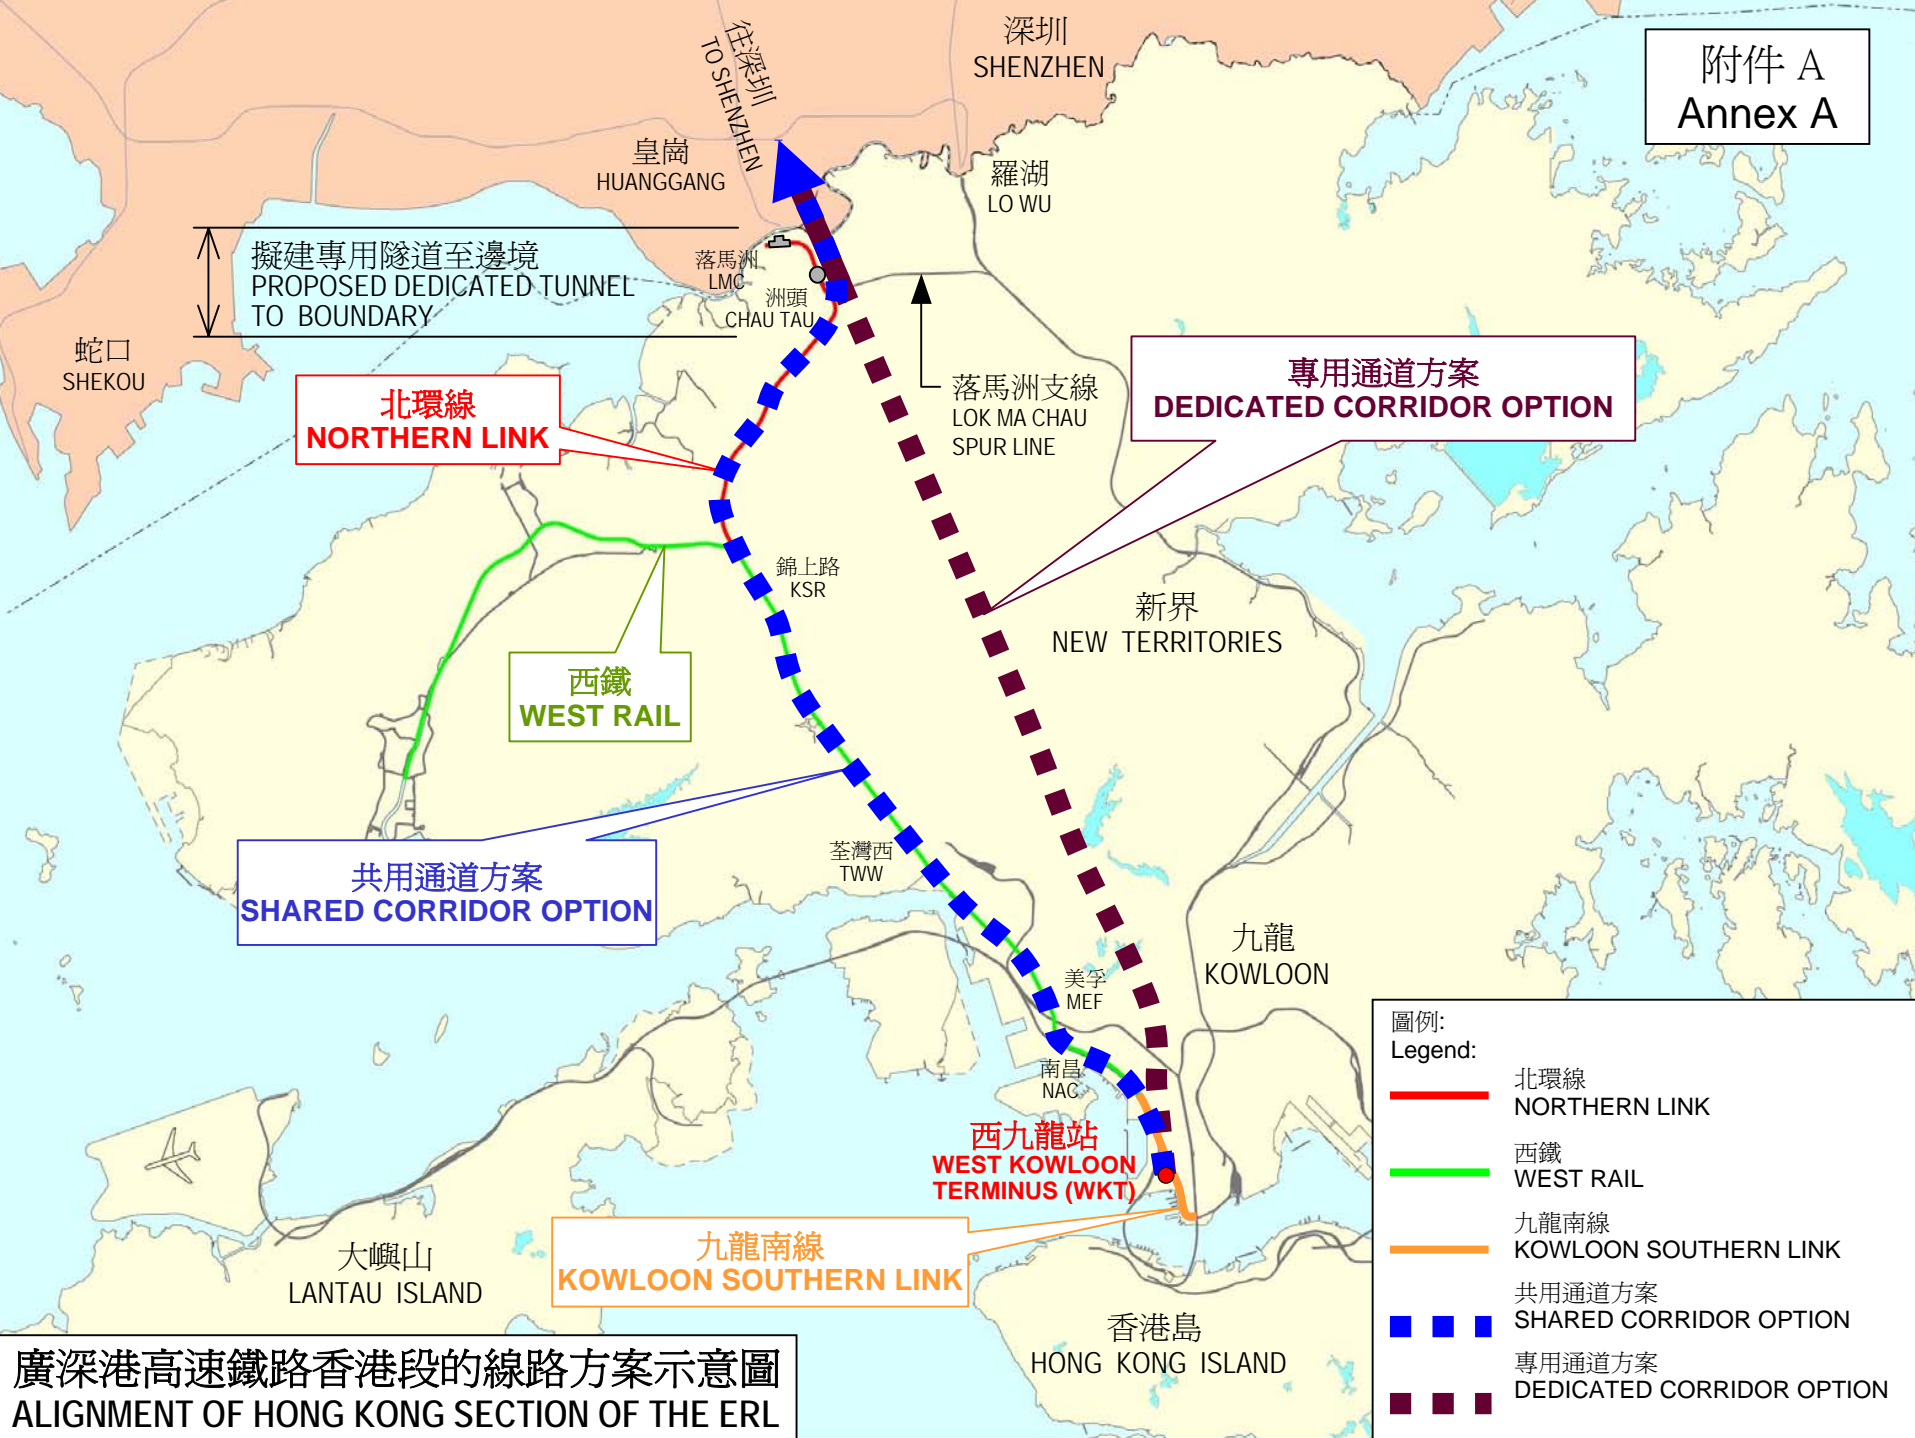 往深圳
TO SHENZHEN
深圳
SHENZHEN
附件 A
Annex A
皇崗
HUANGGANG
羅湖
LO WU
擬建專用隧道至邊境
PROPOSED DEDICATED TUNNEL
TO BOUNDARY
落馬洲
LMC
洲頭
CHAU TAU
蛇口
SHEKOU
北環線
NORTHERN LINK
落馬洲支線
LOK MA CHAU
SPUR LINE
專用通道方案
DEDICATED CORRIDOR OPTION
錦上路
KSR
新界
NEW TERRITORIES
西鐵
WEST RAIL
共用通道方案
SHARED CORRIDOR OPTION
荃灣西
TWW
九龍
KOWLOON
美孚
MEF
南昌
NAC
西九龍站
WEST KOWLOON
TERMINUS (WKT)
九龍南線
KOWLOON SOUTHERN LINK
大嶼山
LANTAU ISLAND
香港島
HONG KONG ISLAND
圖例:
Legend:
北環線
NORTHERN LINK
西鐵
WEST RAIL
九龍南線
KOWLOON SOUTHERN LINK
共用通道方案
SHARED CORRIDOR OPTION
專用通道方案
DEDICATED CORRIDOR OPTION
廣深港高速鐵路香港段的線路方案示意圖
ALIGNMENT OF HONG KONG SECTION OF THE ERL